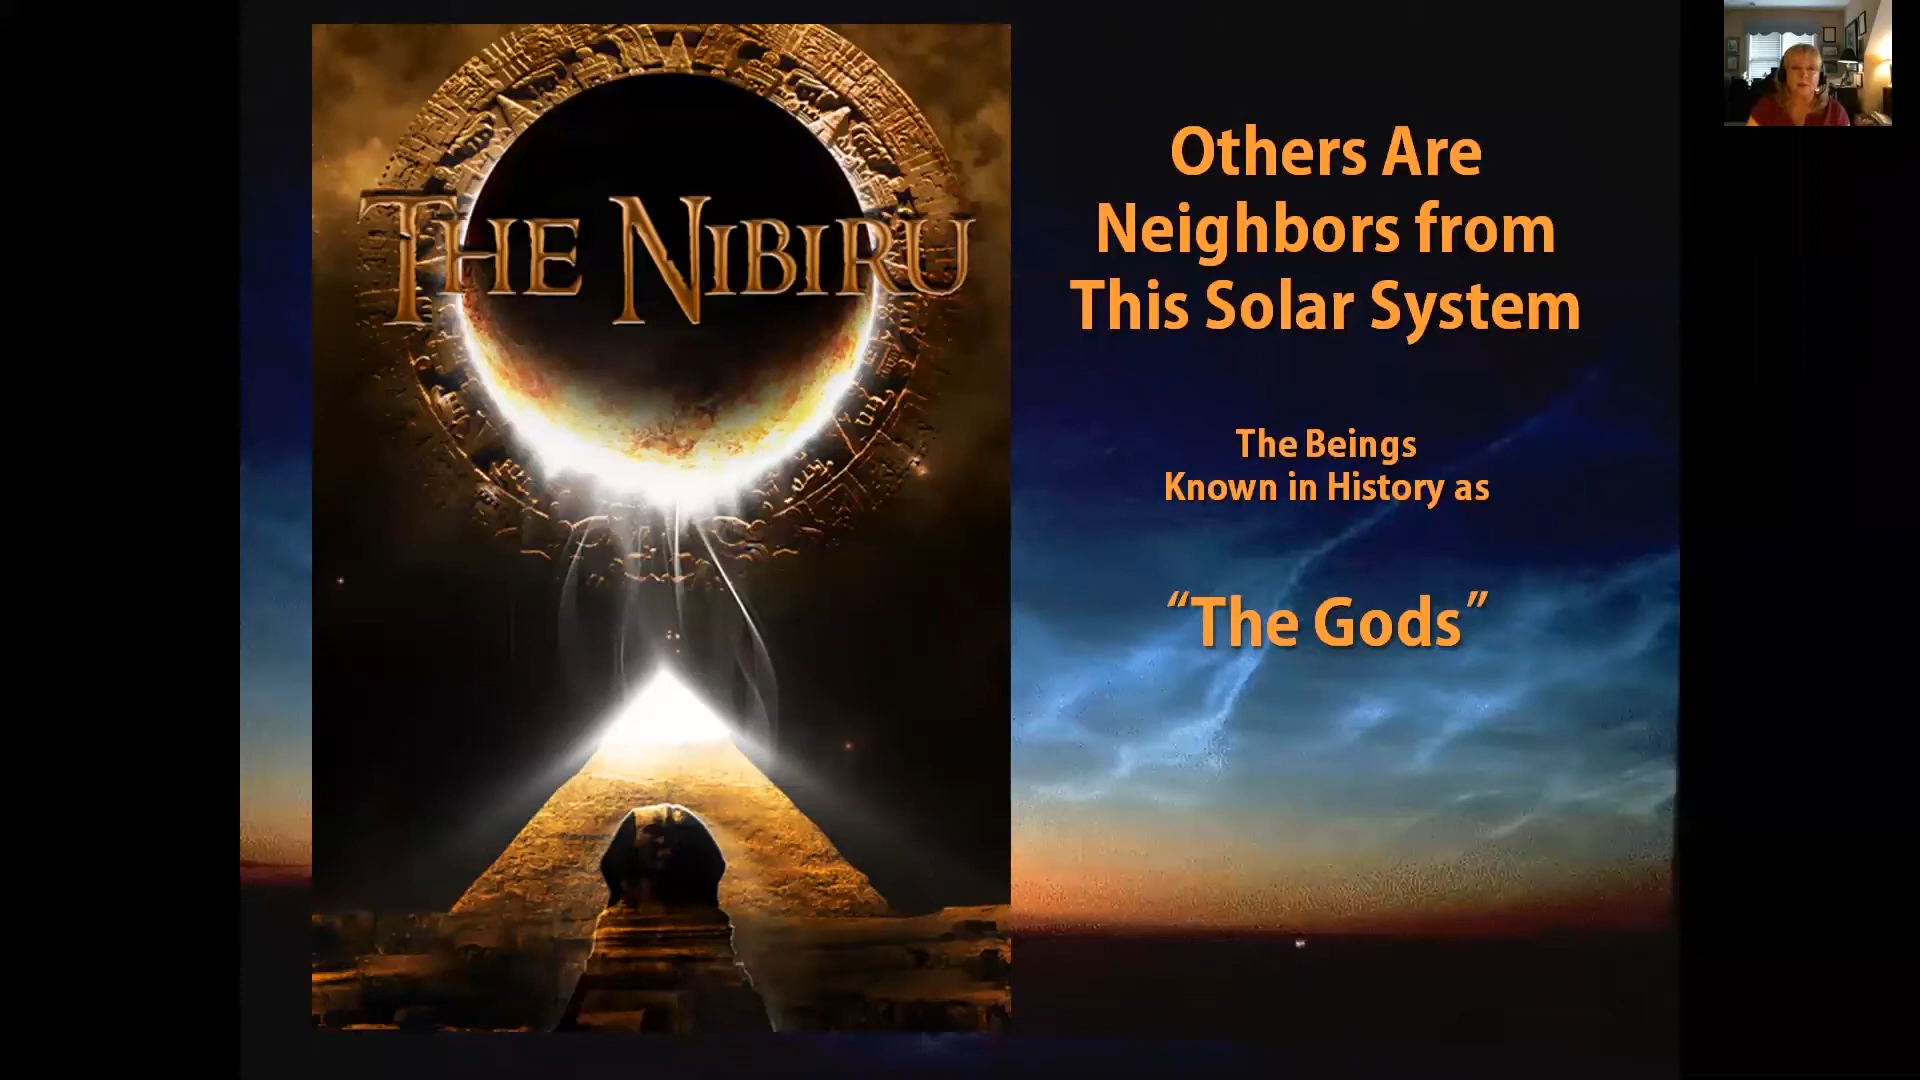 THE NIBIRU
Others Are
Neighbors from
This Solar System
The Beings
Known in History as
“The Gods”